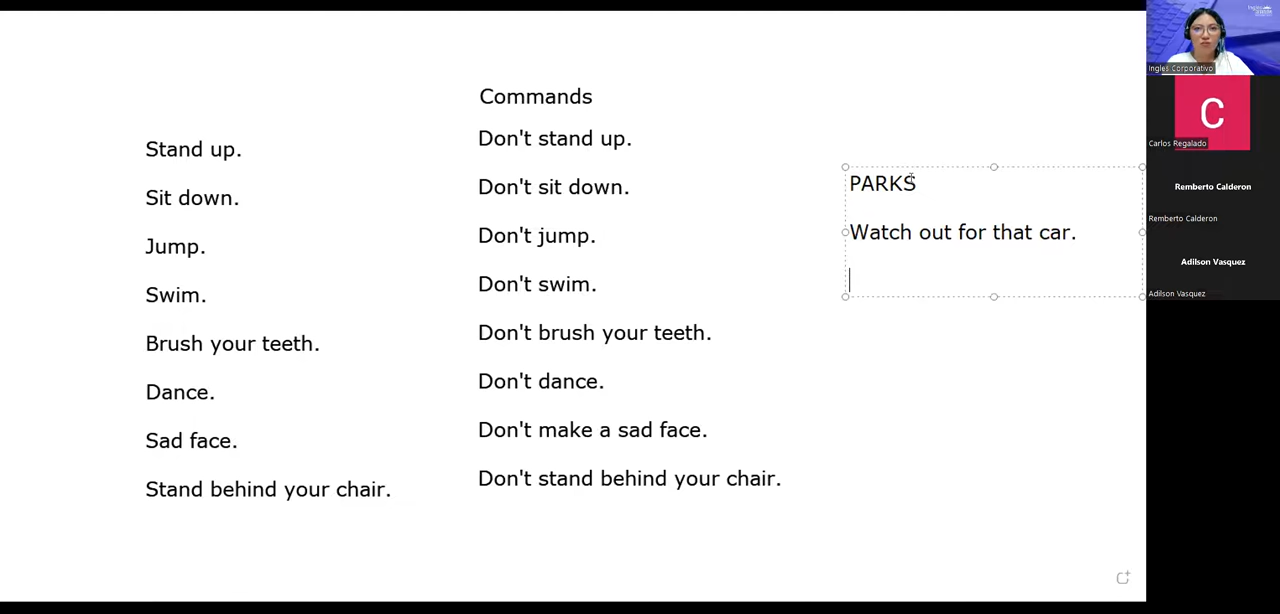 Commands
Stand up.
Sit down.
Jump.
Swim.
Brush your teeth.
Dance.
Sad face.
Stand behind your chair.
Don't stand up.
Don't sit down.
Don't jump.
Don't swim.
Don't brush your teeth.
Don't dance.
Don't make a sad face.
Don't stand behind your chair.
PARKS
Watch out for that car.
Ingles Corporativo
C
Carlos Regalado
Remberto Calderon
Remberto Calderon
Adilson Vasquez
Adilson Vasquez